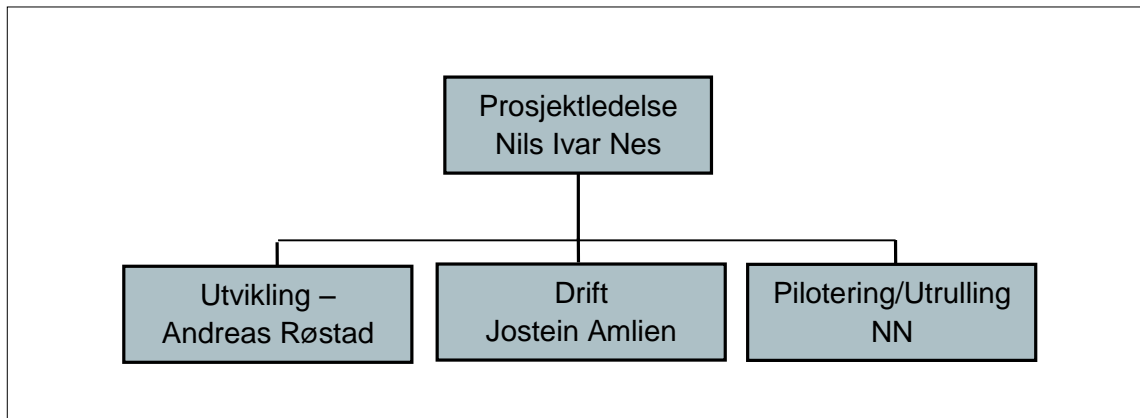 Prosjektledelse
Nils Ivar Nes
Utvikling –
Andreas Røstad
Drift
Jostein Amlien
Pilotering/Utrulling
NN